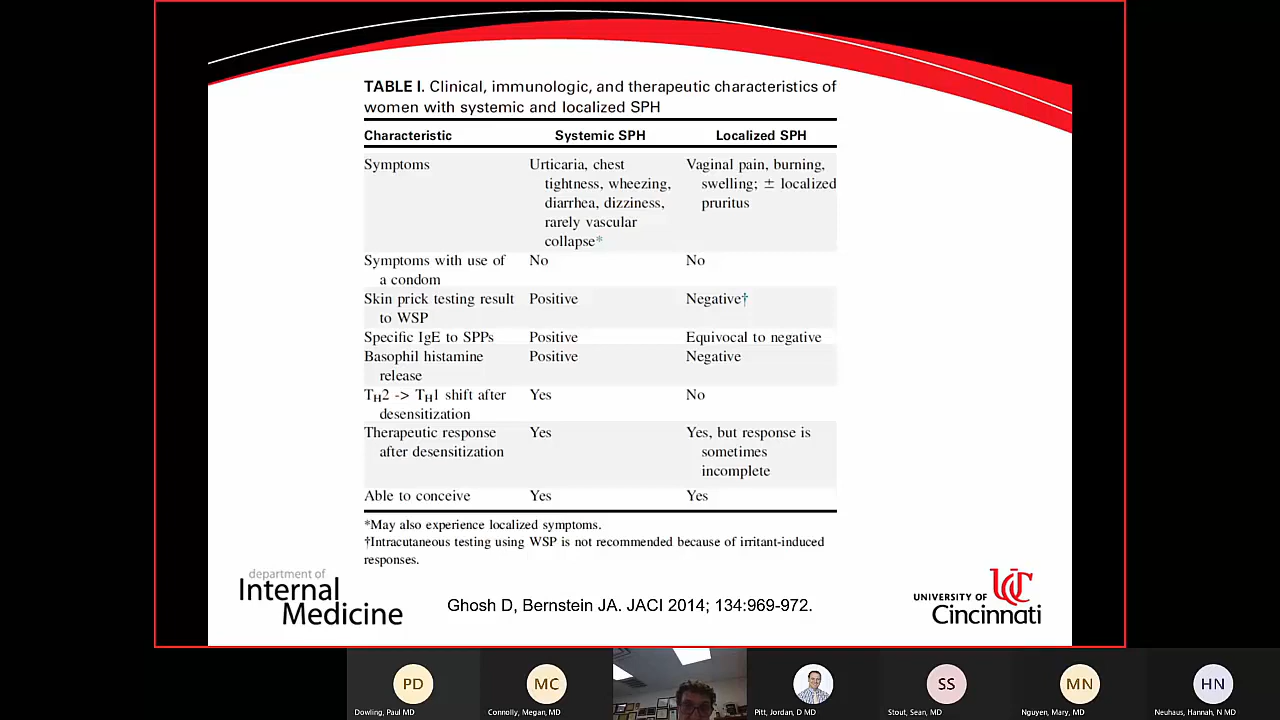 TABLE I. Clinical, immunologic, and therapeutic characteristics of
women with systemic and localized SPH
Characteristic Systemic SPH Localized SPH
Symptoms Urticaria, chest Vaginal pain, burning,
tightness, wheezing, swelling; ± localized
diarrhea, dizziness, pruritus
rarely vascular
collapse*
Symptoms with use of No No
a condom
Skin prick testing result Positive Negative†
to WSP
Specific IgE to SPPs Positive Equivocal to negative
Basophil histamine Positive Negative
release
TH2 -> TH1 shift after Yes No
desensitization
Therapeutic response Yes Yes, but response is
after desensitization sometimes
incomplete
Able to conceive Yes Yes
*May also experience localized symptoms.
†Intracutaneous testing using WSP is not recommended because of irritant-induced
responses.
department of
Internal
Medicine
Ghosh D, Bernstein JA. JACI 2014; 134:969-972.
UC
UNIVERSITY OF
Cincinnati
PD MC SS MN HN
Dowling, Paul MD Connolly, Megan, MD Pitt, Jordan, D MD Stout, Sean, MD Nguyen, Mary, MD Neuhaus, Hannah, N MD